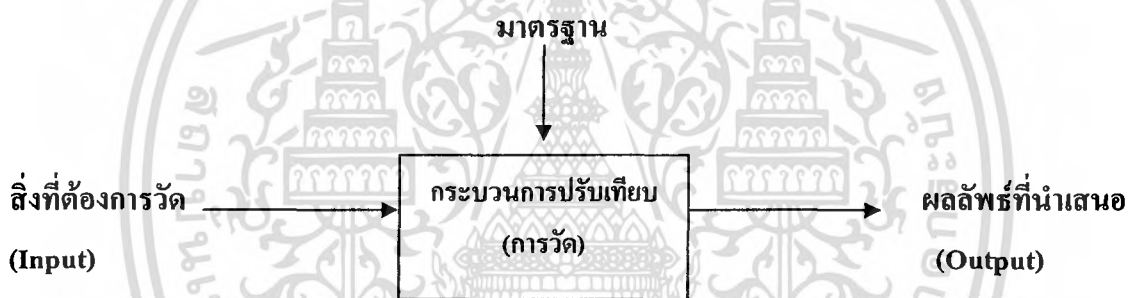 มาตรฐาน
สิ่งที่ต้องการวัด
(Input)
กระบวนการปรับเทียบ
(การวัด)
ผลลัพธ์ที่นำเสนอ
(Output)